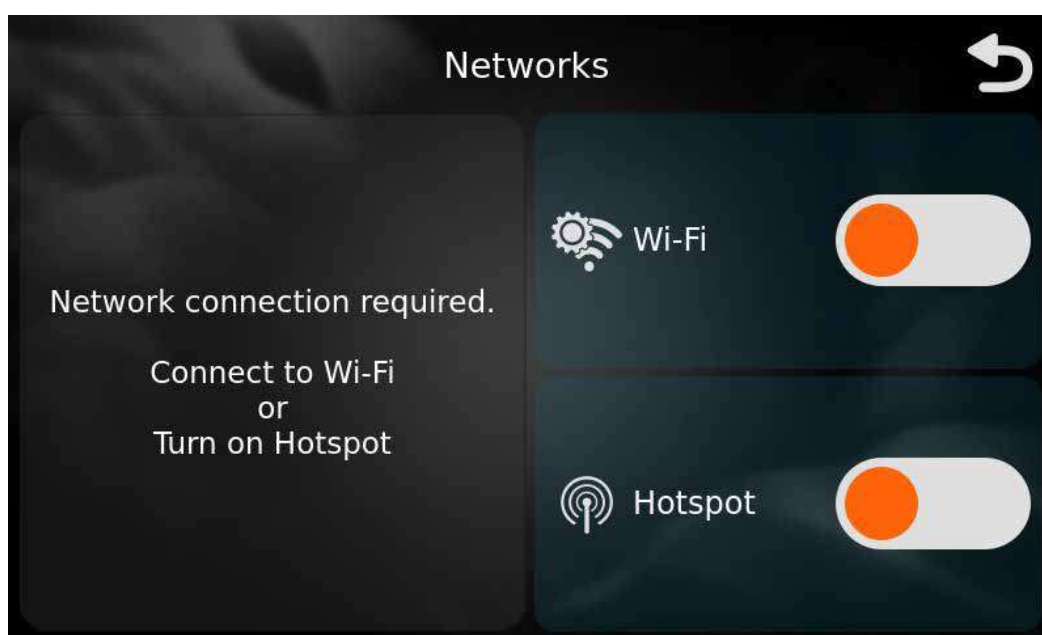 Networks
Network connection required.
Connect to Wi-Fi
or
Turn on Hotspot
Wi-Fi
Hotspot